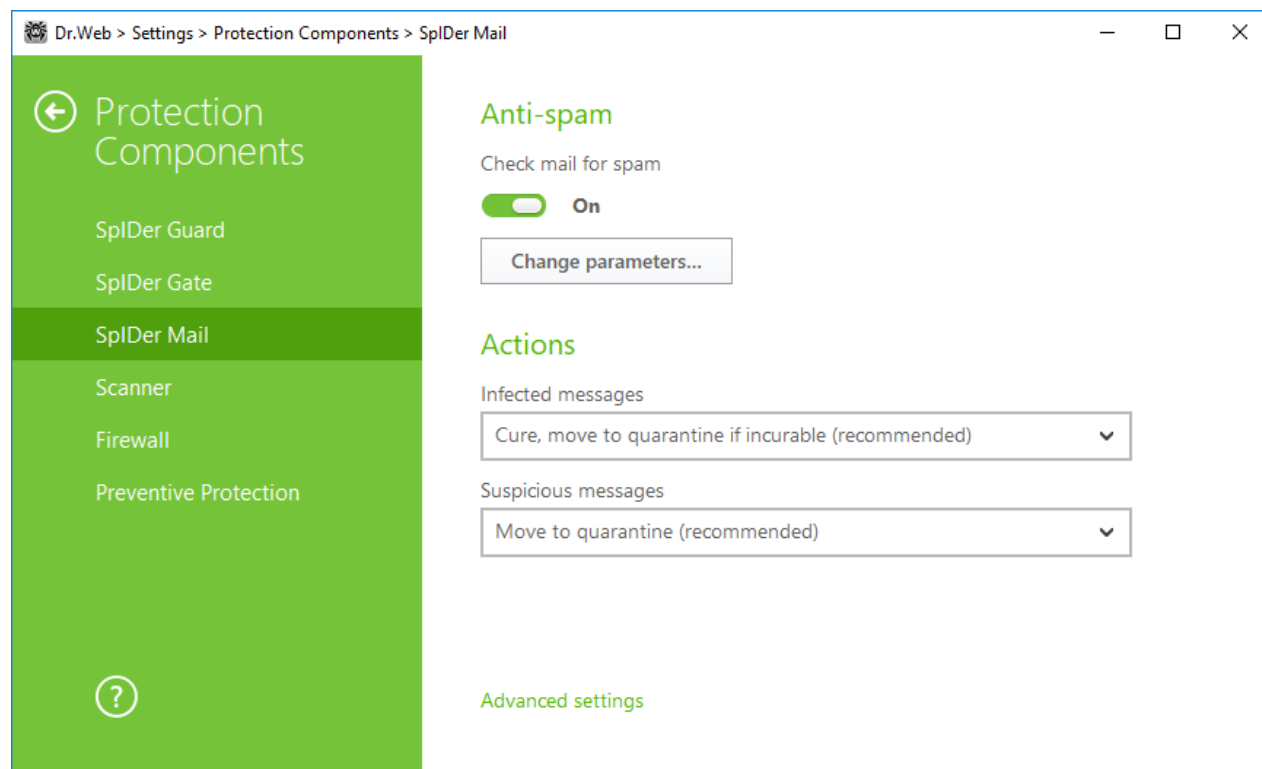 Dr.Web > Settings > Protection Components > SpIDer Mail
Protection
Components
SpIDer Guard
SpIDer Gate
SpIDer Mail
Scanner
Firewall
Preventive Protection
?
Anti-spam
Check mail for spam
On
Change parameters...
Actions
Infected messages
Cure, move to quarantine if incurable (recommended)
Suspicious messages
Move to quarantine (recommended)
Advanced settings